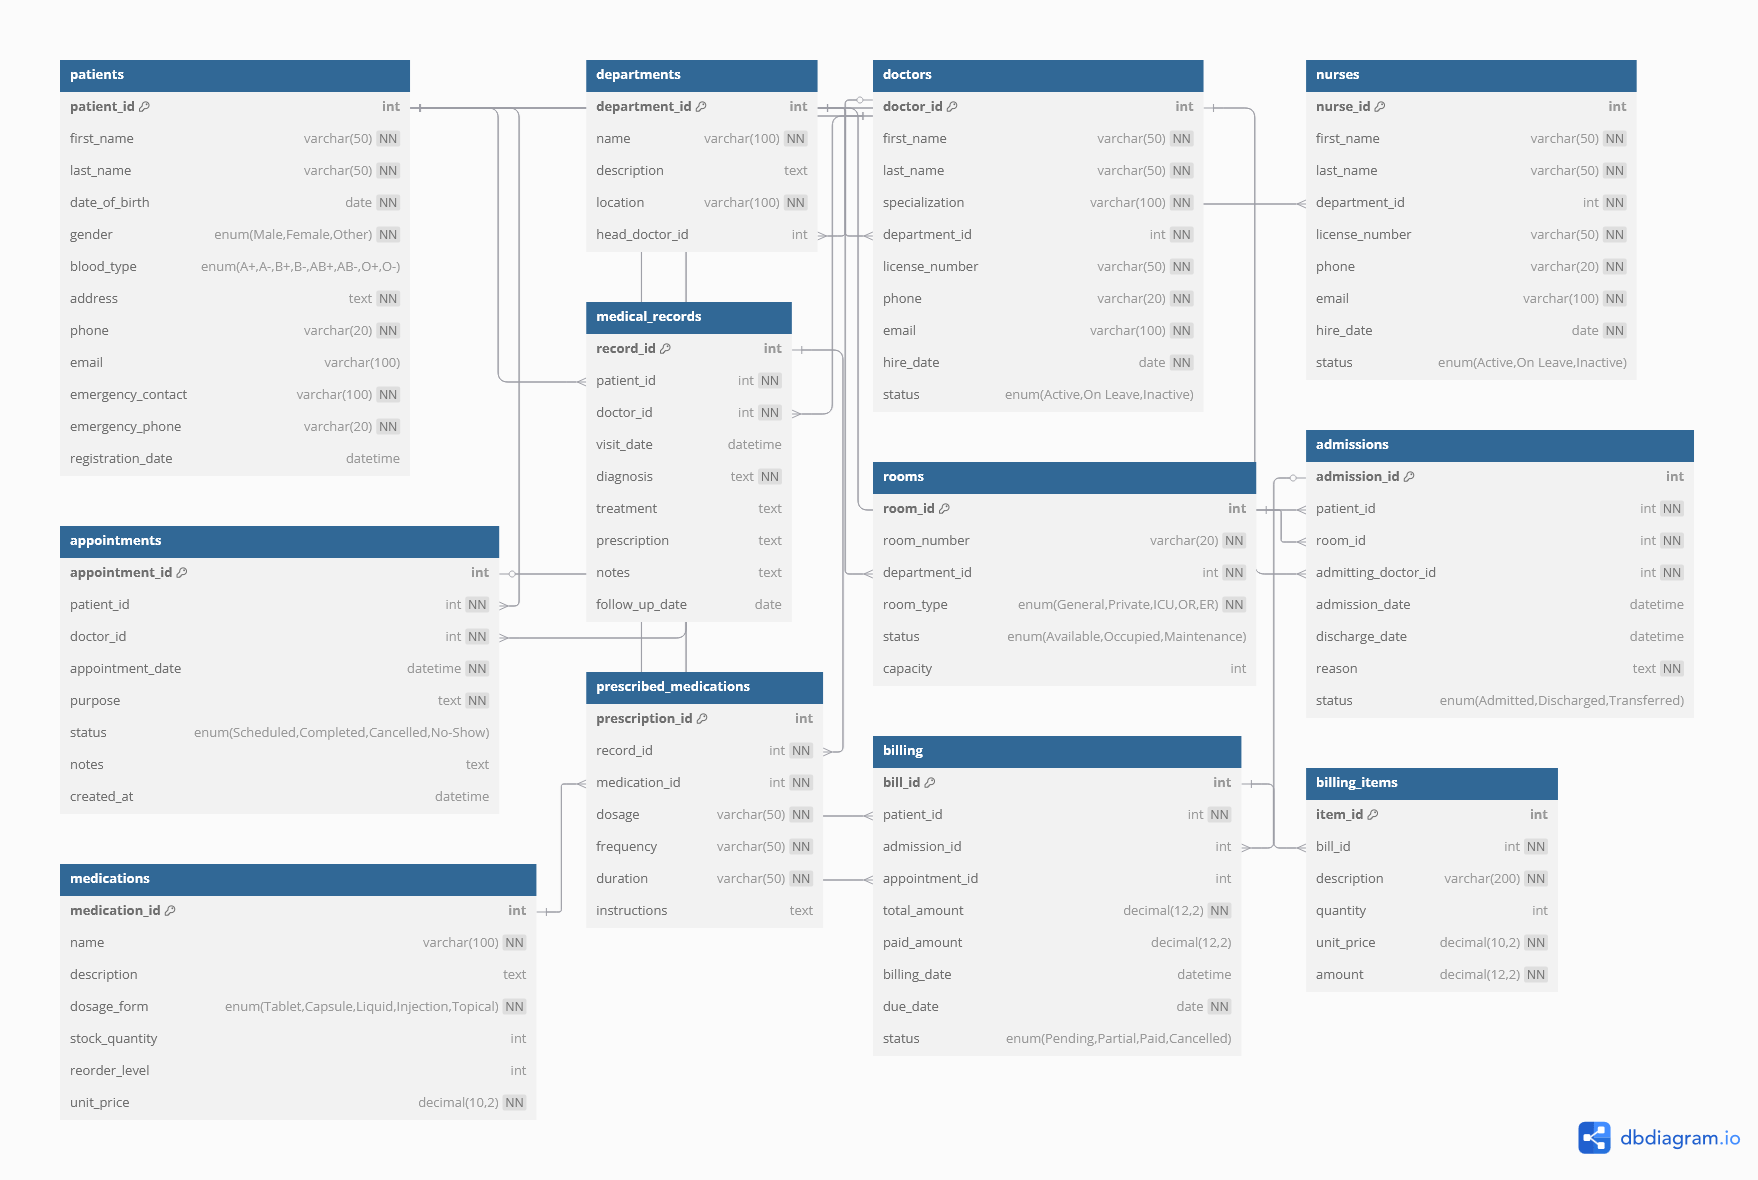 patients
patient_id int
first_name varchar(50) NN
last_name varchar(50) NN
date_of_birth date NN
gender enum(Male,Female,Other) NN
blood_type enum(A+,A-,B+,B-,AB+,AB-,O+,O-)
address text NN
phone varchar(20) NN
email varchar(100)
emergency_contact varchar(100) NN
emergency_phone varchar(20) NN
registration_date datetime
departments
department_id int
name varchar(100) NN
description text
location varchar(100) NN
head_doctor_id int
doctors
doctor_id int
first_name varchar(50) NN
last_name varchar(50) NN
specialization varchar(100) NN
department_id int NN
license_number varchar(50) NN
phone varchar(20) NN
email varchar(100) NN
hire_date date NN
status enum(Active,On Leave,Inactive)
nurses
nurse_id int
first_name varchar(50) NN
last_name varchar(50) NN
department_id int NN
license_number varchar(50) NN
phone varchar(20) NN
email varchar(100) NN
hire_date date NN
status enum(Active,On Leave,Inactive)
medical_records
record_id int
patient_id int NN
doctor_id int NN
visit_date datetime
diagnosis text NN
treatment text
prescription text
notes text
follow_up_date date
rooms
room_id int
room_number varchar(20) NN
department_id int NN
room_type enum(General,Private,ICU,OR,ER) NN
status enum(Available,Occupied,Maintenance)
capacity int
admissions
admission_id int
patient_id int NN
room_id int NN
admitting_doctor_id int NN
admission_date datetime
discharge_date datetime
reason text NN
status enum(Admitted,Discharged,Transferred)
appointments
appointment_id int
patient_id int NN
doctor_id int NN
appointment_date datetime NN
purpose text NN
status enum(Scheduled,Completed,Cancelled,No-Show)
notes text
created_at datetime
prescribed_medications
prescription_id int
record_id int NN
medication_id int NN
dosage varchar(50) NN
frequency varchar(50) NN
duration varchar(50) NN
instructions text
billing
bill_id int
patient_id int NN
admission_id int
appointment_id int
total_amount decimal(12,2) NN
paid_amount decimal(12,2)
billing_date datetime
due_date date NN
status enum(Pending,Partial,Paid,Cancelled)
billing_items
item_id int
bill_id int NN
description varchar(200) NN
quantity int
unit_price decimal(10,2) NN
amount decimal(12,2) NN
medications
medication_id int
name varchar(100) NN
description text
dosage_form enum(Tablet,Capsule,Liquid,Injection,Topical) NN
stock_quantity int
reorder_level int
unit_price decimal(10,2) NN
dbdiagram.io